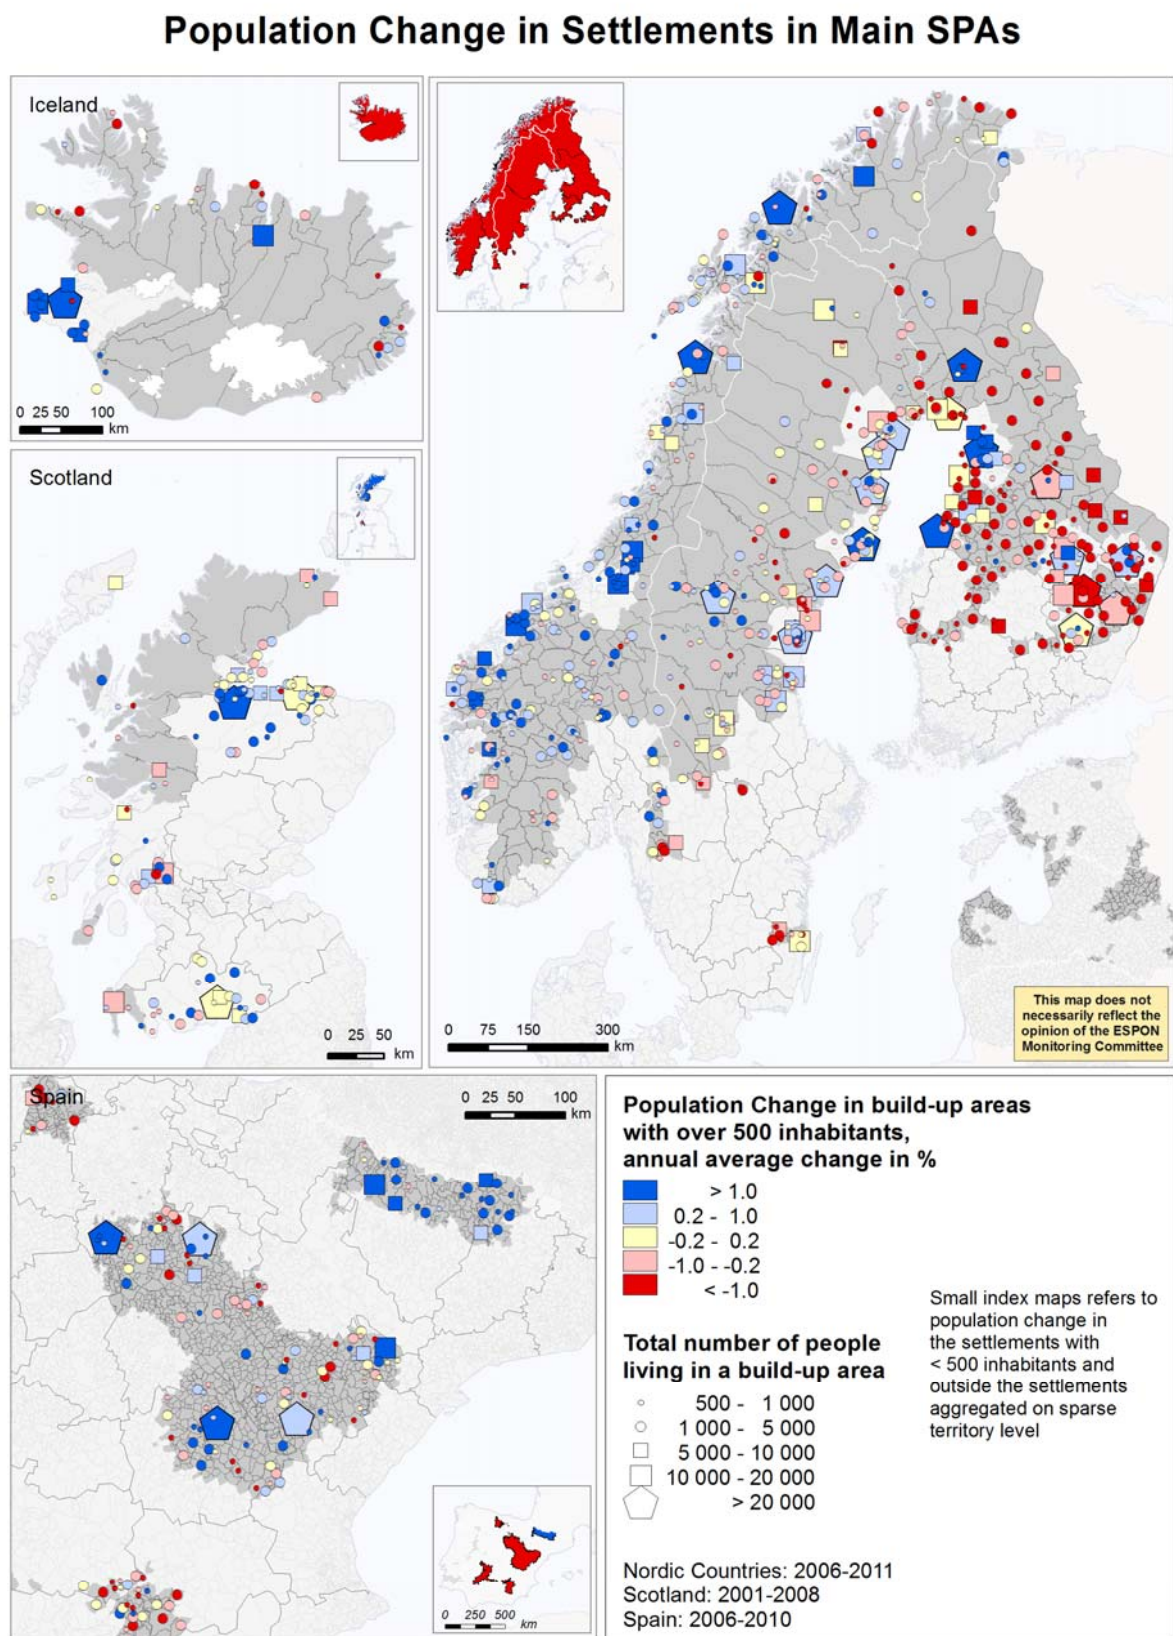 Population Change in Settlements in Main SPAs
Iceland
0 25 50 100
km
Scotland
0 25 50
km
0 75 150 300
km
This map does not
necessarily reflect the
opinion of the ESPON
Monitoring Committee
Spain
0 25 50 100
km
0 250 500
km
Population Change in build-up areas
with over 500 inhabitants,
annual average change in %
> 1.0
0.2 - 1.0
-0.2 - 0.2
-1.0 - -0.2
< -1.0
Total number of people
living in a build-up area
500 - 1 000
1 000 - 5 000
5 000 - 10 000
10 000 - 20 000
> 20 000
Small index maps refers to
population change in
the settlements with
< 500 inhabitants and
outside the settlements
aggregated on sparse
territory level
Nordic Countries: 2006-2011
Scotland: 2001-2008
Spain: 2006-2010